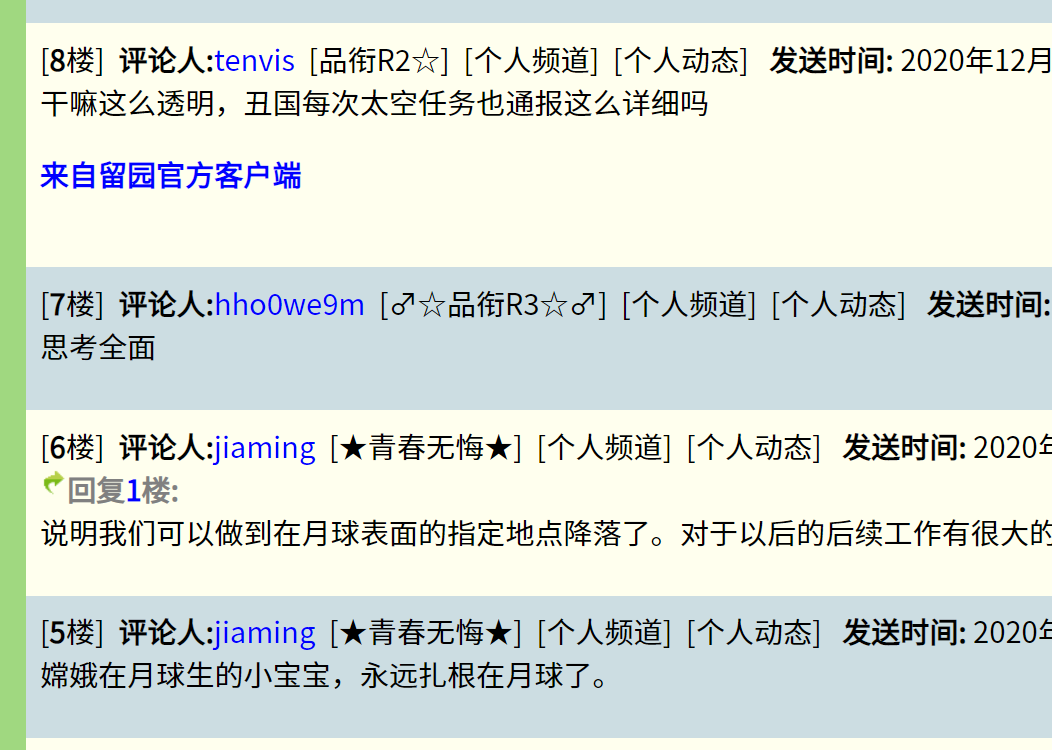 [8楼] 评论人:tenvis [品衔R2☆] [个人频道] [个人动态] 发送时间: 2020年12月
干嘛这么透明，丑国每次太空任务也通报这么详细吗
来自留园官方客户端
[7楼] 评论人:hho0we9m [♂☆品衔R3☆♂] [个人频道] [个人动态] 发送时间:
思考全面
[6楼] 评论人:jiaming [★青春无悔★] [个人频道] [个人动态] 发送时间: 2020年
回复1楼:
说明我们可以做到在月球表面的指定地点降落了。对于以后的后续工作有很大的
[5楼] 评论人:jiaming [★青春无悔★] [个人频道] [个人动态] 发送时间: 2020年
嫦娥在月球生的小宝宝，永远扎根在月球了。